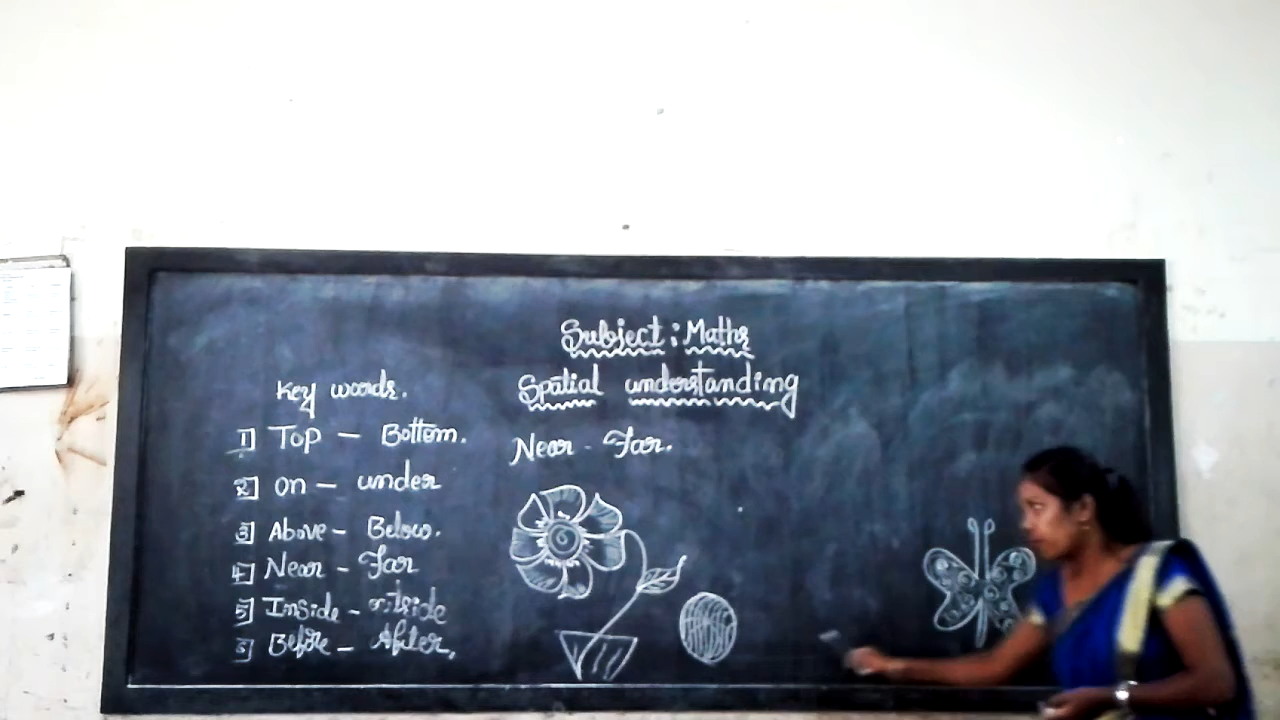 Subject: Maths
Spatial understanding
Key words.
1] Top - Bottom.
2] on - under
3] Above - Below.
4] Near - Far
5] Inside - outside
6] Before - After,
Near - Far.